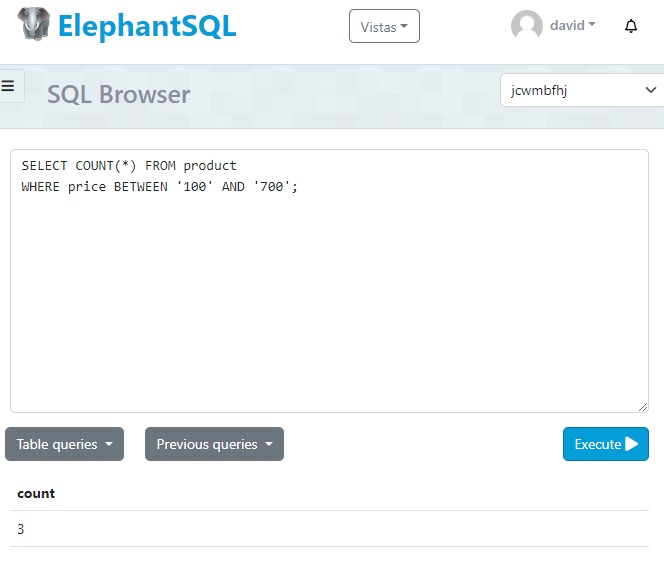 ElephantSQL
Vistas
david
SQL Browser
jcwmbfhj
SELECT COUNT(*) FROM product
WHERE price BETWEEN '100' AND '700';
Table queries
Previous queries
Execute
count
3